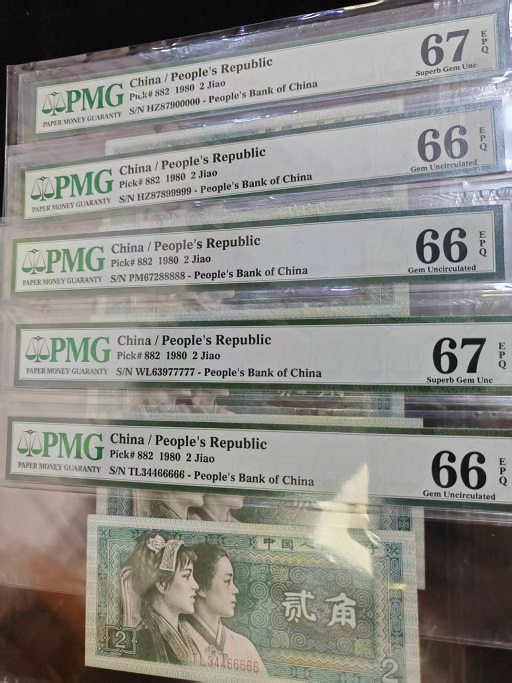 China / People's Republic
PMG
Pick# 882 1980 2 Jiao
67
EPQ
PAPER MONEY GUARANTY
S/N HZ87900000 - People's Bank of China
Superb Gem Unc
China / People's Republic
PMG
Pick# 882 1980 2 Jiao
66
EPQ
PAPER MONEY GUARANTY
S/N HZ87899999 - People's Bank of China
Gem Uncirculated
China / People's Republic
PMG
Pick# 882 1980 2 Jiao
66
EPQ
PAPER MONEY GUARANTY
S/N PM67288888 - People's Bank of China
Gem Uncirculated
China / People's Republic
PMG
Pick# 882 1980 2 Jiao
67
EPQ
PAPER MONEY GUARANTY
S/N WL63977777 - People's Bank of China
Superb Gem Unc
China / People's Republic
PMG
Pick# 882 1980 2 Jiao
66
EPQ
PAPER MONEY GUARANTY
S/N TL34466666 - People's Bank of China
Gem Uncirculated
中国人
贰角
2
TL34466666
2